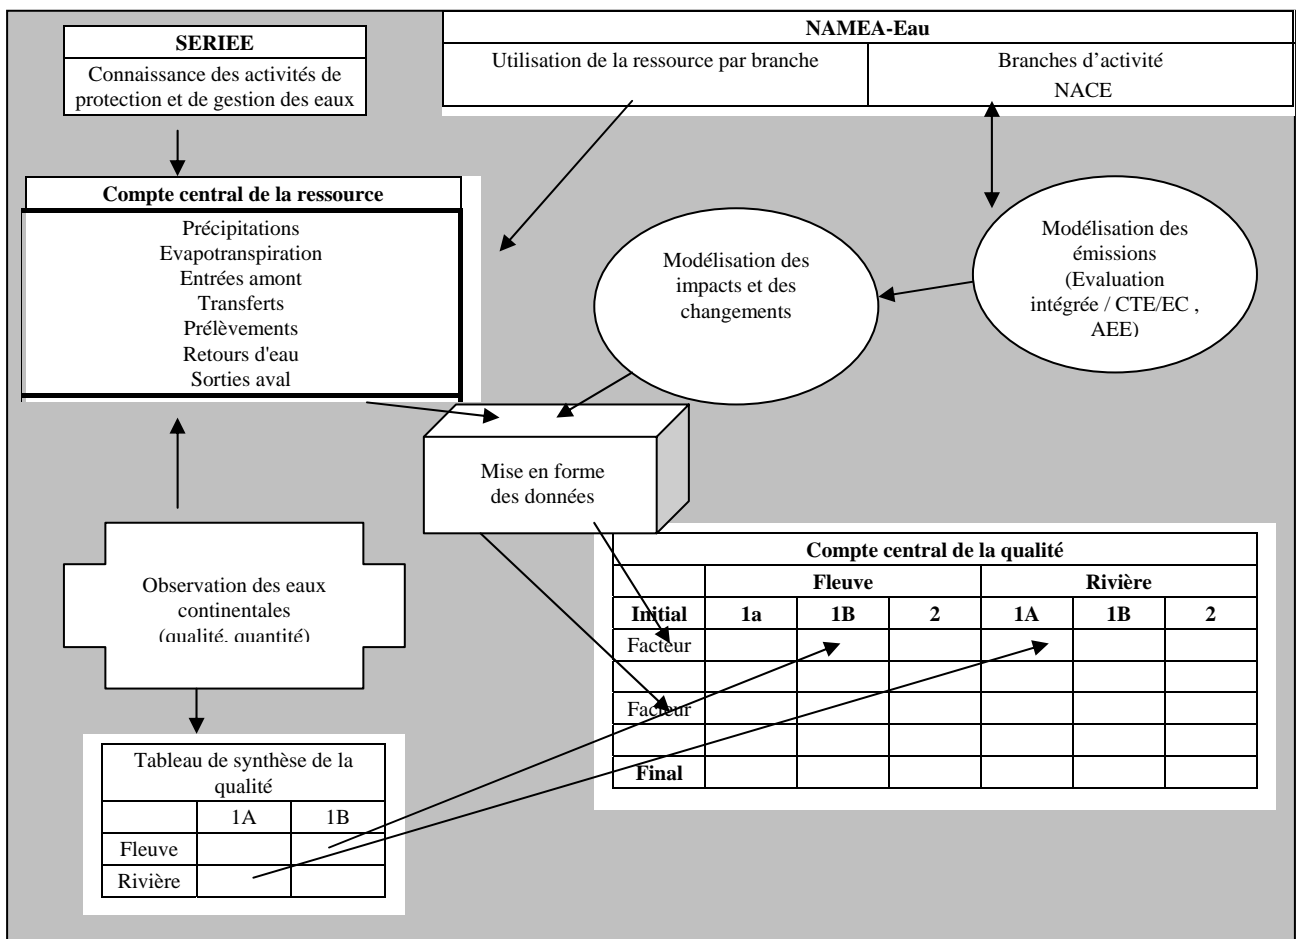 SERIEE
Connaissance des activités de
protection et de gestion des eaux
NAMEA-Eau
Utilisation de la ressource par branche
Branches d’activité
NACE
Compte central de la ressource
Précipitations
Evapotranspiration
Entrées amont
Transferts
Prélèvements
Retours d'eau
Sorties aval
Modélisation des
impacts et des
changements
Modélisation des
émissions
(Evaluation
intégrée / CTE/EC ,
AEE)
Mise en forme
des données
Observation des eaux
continentales
(qualité, quantité)
Compte central de la qualité
Fleuve Rivière
Initial 1a 1B 2 1A 1B 2
Facteur
Facteur
Final
Tableau de synthèse de la
qualité
1A 1B
Fleuve
Rivière